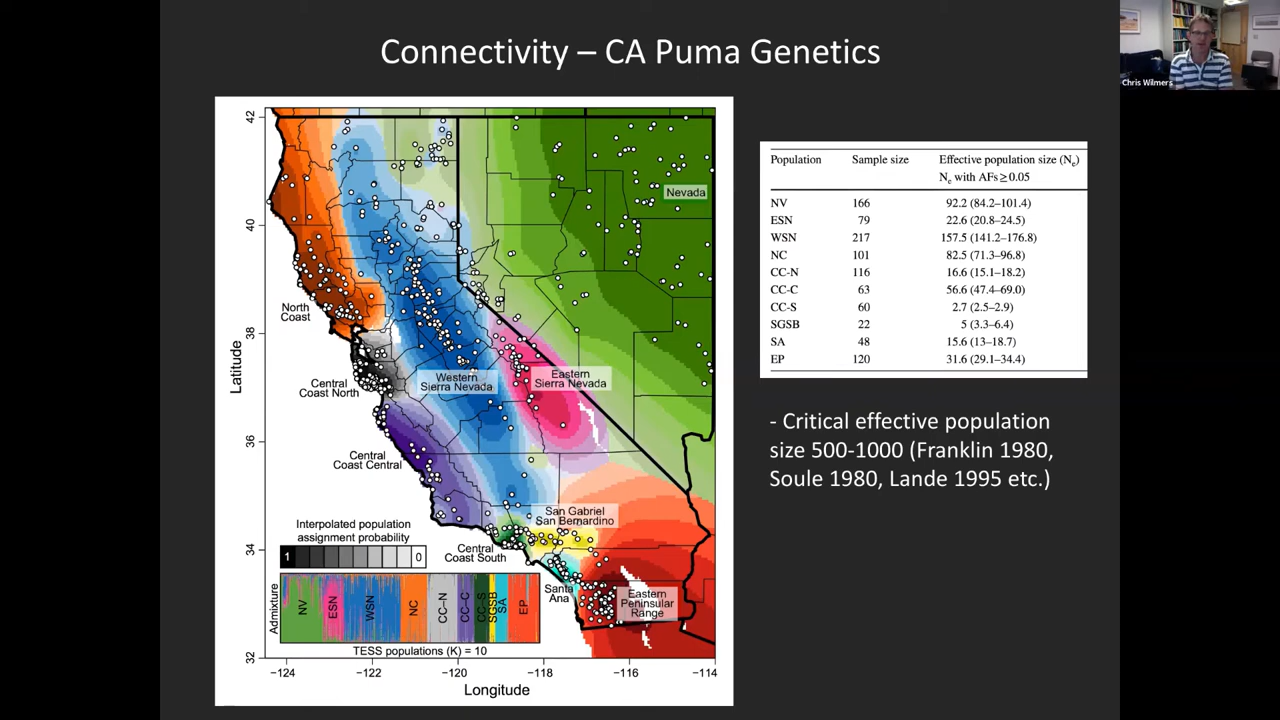 Connectivity – CA Puma Genetics
Chris Wilmers
42
40
38
36
34
32
Latitude
Nevada
North
Coast
Central
Coast North
Western
Sierra Nevada
Eastern
Sierra Nevada
Central
Coast Central
San Gabriel
San Bernardino
Central
Coast South
Santa
Ana
Eastern
Peninsular
Range
Interpolated population
assignment probability
1 0
Admixture
NV ESN WSN NC CC–N CC–C CC–S SGSB SA EP
TESS populations (K) = 10
−124 −122 −120 −118 −116 −114
Longitude
Population Sample size Effective population size (Ne)
Ne with AFs ≥ 0.05
NV 166 92.2 (84.2–101.4)
ESN 79 22.6 (20.8–24.5)
WSN 217 157.5 (141.2–176.8)
NC 101 82.5 (71.3–96.8)
CC-N 116 16.6 (15.1–18.2)
CC-C 63 56.6 (47.4–69.0)
CC-S 60 2.7 (2.5–2.9)
SGSB 22 5 (3.3–6.4)
SA 48 15.6 (13–18.7)
EP 120 31.6 (29.1–34.4)
- Critical effective population
size 500-1000 (Franklin 1980,
Soule 1980, Lande 1995 etc.)